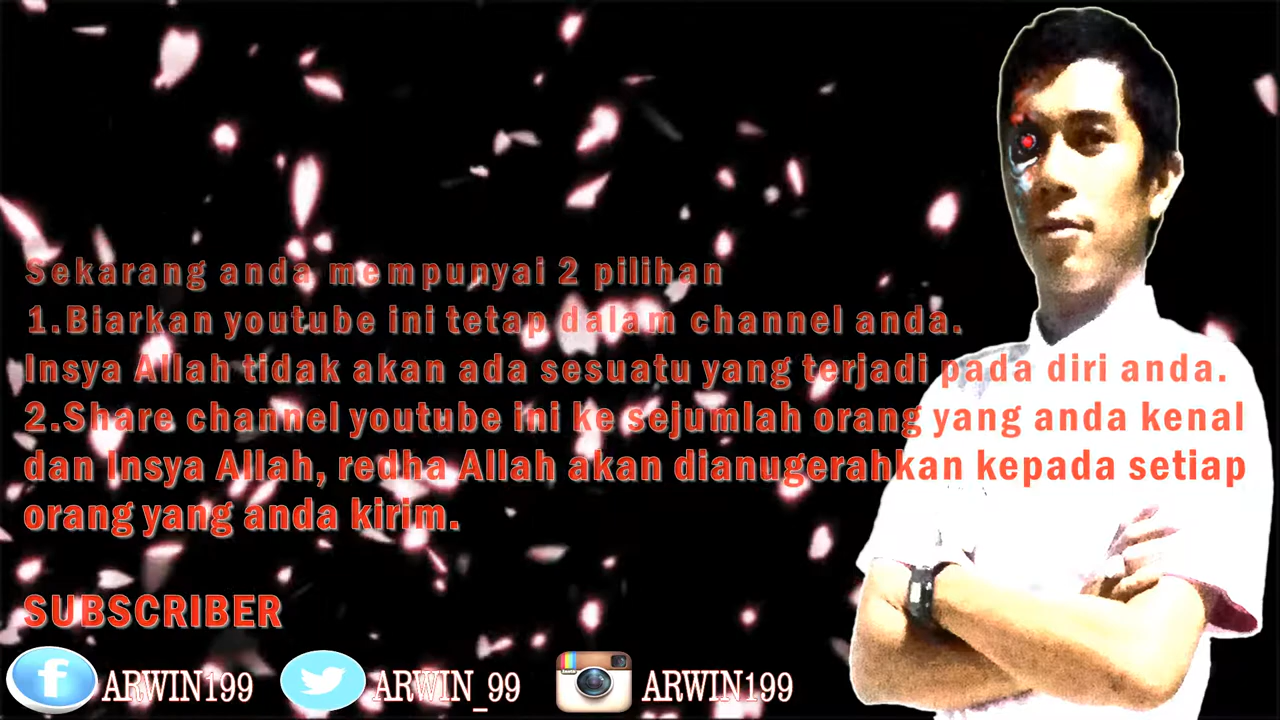 Sekarang anda mempunyai 2 pilihan
1.Biarkan youtube ini tetap dalam channel anda.
Insya Allah tidak akan ada sesuatu yang terjadi pada diri anda.
2.Share channel youtube ini ke sejumlah orang yang anda kenal
dan Insya Allah, redha Allah akan dianugerahkan kepada setiap
orang yang anda kirim.
SUBSCRIBER
f ARWIN199 ARWIN_99 ARWIN199